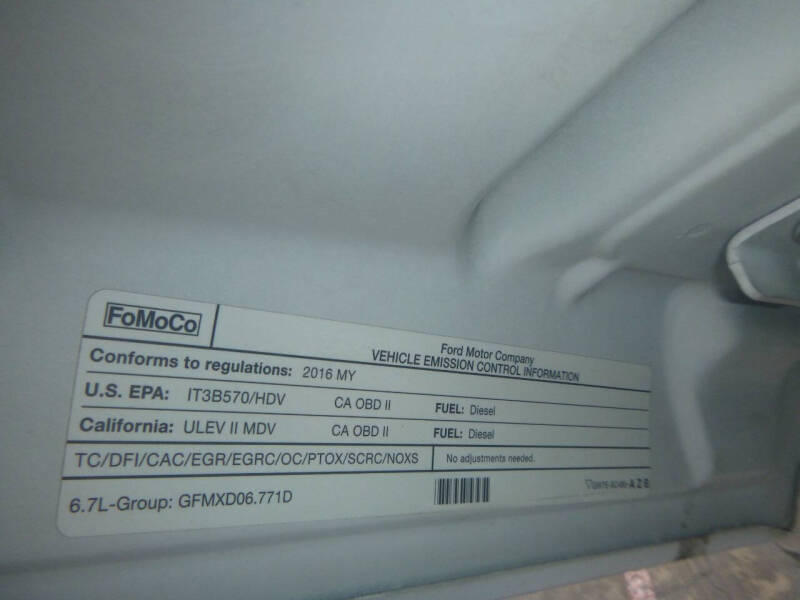 FoMoCo
Ford Motor Company
VEHICLE EMISSION CONTROL INFORMATION
Conforms to regulations: 2016 MY
U.S. EPA: IT3B570/HDV CA OBD II FUEL: Diesel
California: ULEV II MDV CA OBD II FUEL: Diesel
TC/DFI/CAC/EGR/EGRC/OC/PTOX/SCRC/NOXS No adjustments needed.
6.7L-Group: GFMXD06.771D